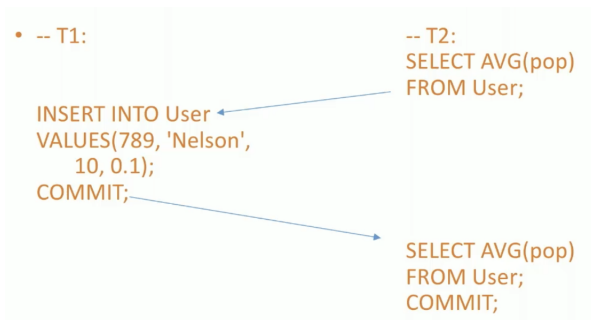 • -- T1:
-- T2:
SELECT AVG(pop)
FROM User;
INSERT INTO User
VALUES(789, 'Nelson',
10, 0.1);
COMMIT;
SELECT AVG(pop)
FROM User;
COMMIT;